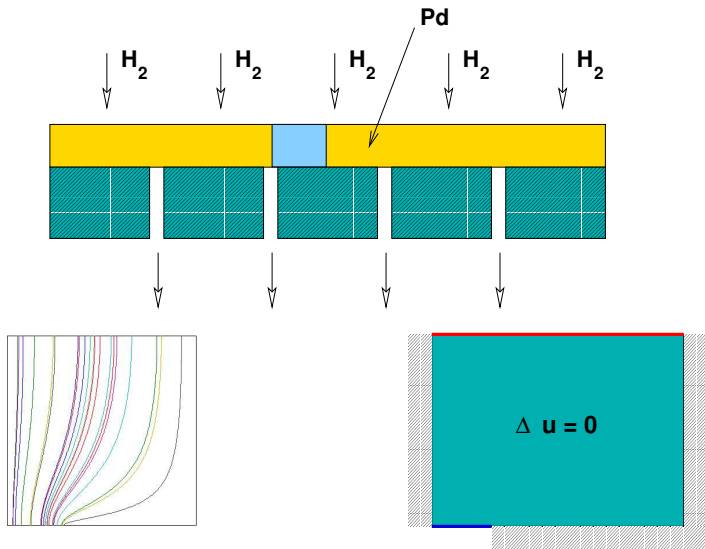 Pd
H₂ H₂ H₂ H₂ H₂
Δ u = 0